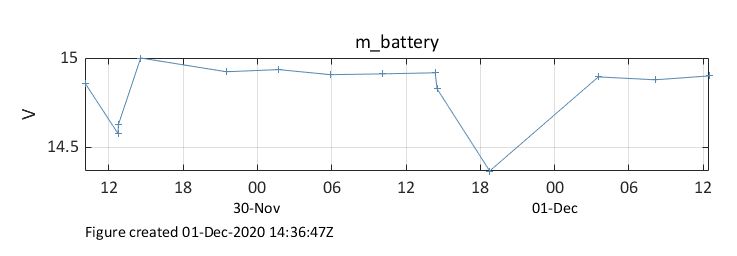 m_battery
15
V
14.5
12 18 00 06 12 18 00 06 12
30-Nov 01-Dec
Figure created 01-Dec-2020 14:36:47Z